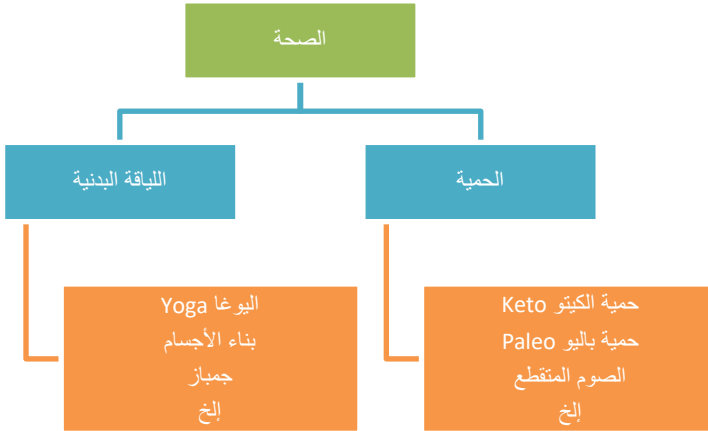 الصحة
الحمية
اللياقة البدنية
حمية الكيتو Keto
حمية باليو Paleo
الصوم المتقطع
إلخ
اليوغا Yoga
بناء الأجسام
جمباز
إلخ